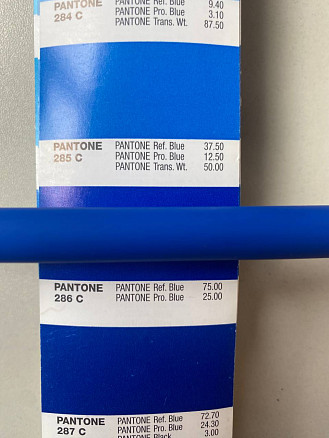 PANTONE PANTONE Ref. Blue 9.40
284 C PANTONE Pro. Blue 3.10
PANTONE Trans. Wt. 87.50
PANTONE PANTONE Ref. Blue 37.50
285 C PANTONE Pro. Blue 12.50
PANTONE Trans. Wt. 50.00
PANTONE PANTONE Ref. Blue 75.00
286 C PANTONE Pro. Blue 25.00
PANTONE PANTONE Ref. Blue 72.70
287 C PANTONE Pro. Blue 24.30
PANTONE Black 3.00